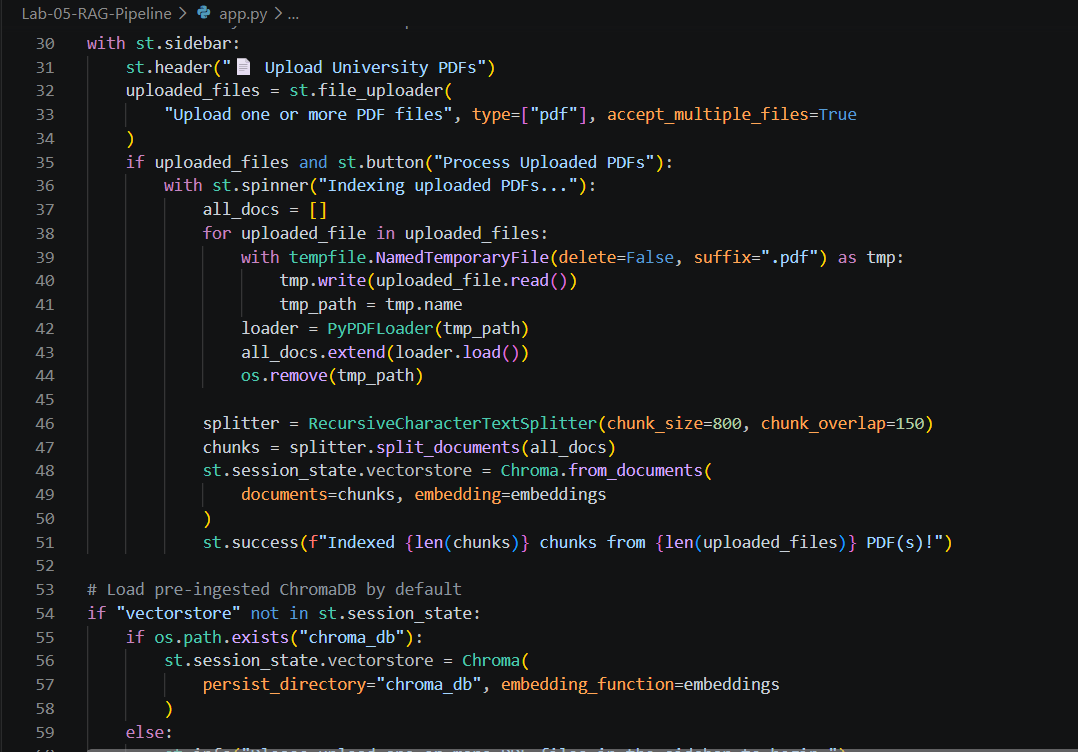 Lab-05-RAG-Pipeline > app.py > ...
30 with st.sidebar:
31     st.header("📄 Upload University PDFs")
32     uploaded_files = st.file_uploader(
33         "Upload one or more PDF files", type=["pdf"], accept_multiple_files=True
34     )
35     if uploaded_files and st.button("Process Uploaded PDFs"):
36         with st.spinner("Indexing uploaded PDFs..."):
37             all_docs = []
38             for uploaded_file in uploaded_files:
39                 with tempfile.NamedTemporaryFile(delete=False, suffix=".pdf") as tmp:
40                     tmp.write(uploaded_file.read())
41                     tmp_path = tmp.name
42                 loader = PyPDFLoader(tmp_path)
43                 all_docs.extend(loader.load())
44                 os.remove(tmp_path)
45
46             splitter = RecursiveCharacterTextSplitter(chunk_size=800, chunk_overlap=150)
47             chunks = splitter.split_documents(all_docs)
48             st.session_state.vectorstore = Chroma.from_documents(
49                 documents=chunks, embedding=embeddings
50             )
51             st.success(f"Indexed {len(chunks)} chunks from {len(uploaded_files)} PDF(s)!")
52
53 # Load pre-ingested ChromaDB by default
54 if "vectorstore" not in st.session_state:
55     if os.path.exists("chroma_db"):
56         st.session_state.vectorstore = Chroma(
57             persist_directory="chroma_db", embedding_function=embeddings
58         )
59     else: